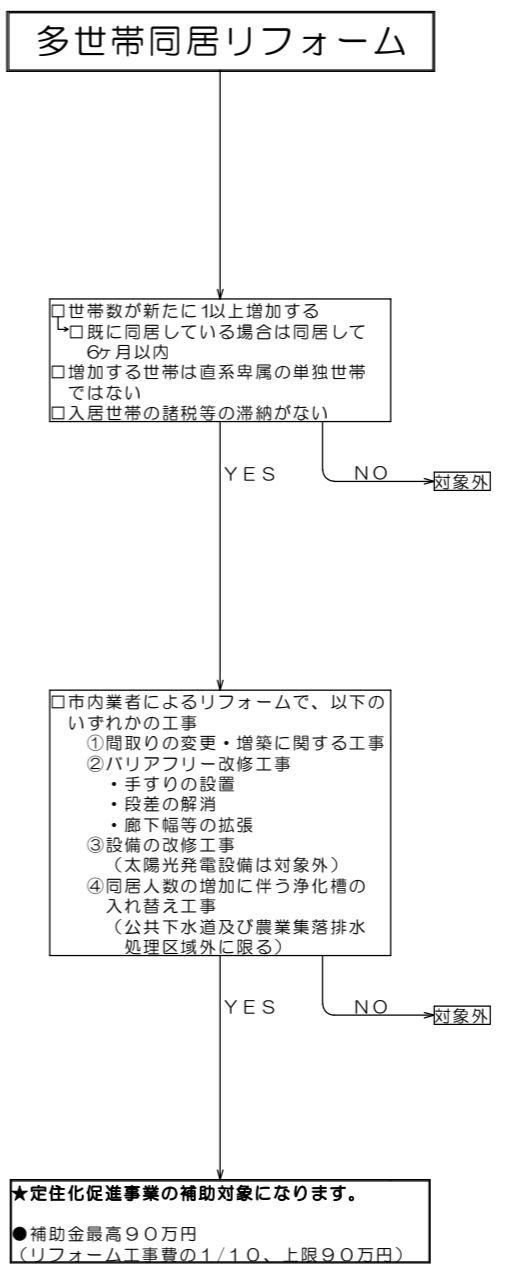 多世帯同居リフォーム
□世帯数が新たに1以上増加する
□既に同居している場合は同居して
6ヶ月以内
□増加する世帯は直系卑属の単独世帯
ではない
□入居世帯の諸税等の滞納がない
YES
NO
対象外
□市内業者によるリフォームで、以下の
いずれかの工事
①間取りの変更・増築に関する工事
②バリアフリー改修工事
・手すりの設置
・段差の解消
・廊下幅等の拡張
③設備の改修工事
（太陽光発電設備は対象外）
④同居人数の増加に伴う浄化槽の
入れ替え工事
（公共下水道及び農業集落排水
処理区域外に限る）
YES
NO
対象外
★定住化促進事業の補助対象になります。
●補助金最高９０万円
（リフォーム工事費の１/１０、上限９０万円）